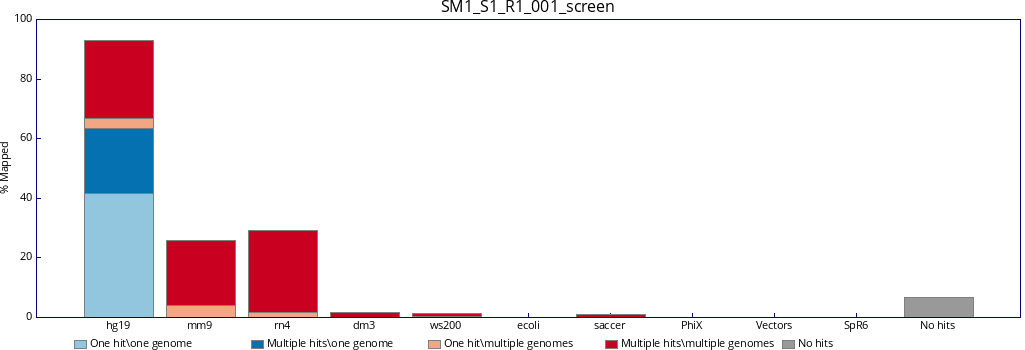 SM1_S1_R1_001_screen
100
80
60
40
20
0
% Mapped
hg19 mm9 rn4 dm3 ws200 ecoli saccer PhiX Vectors SpR6 No hits
One hit\one genome Multiple hits\one genome One hit\multiple genomes Multiple hits\multiple genomes No hits